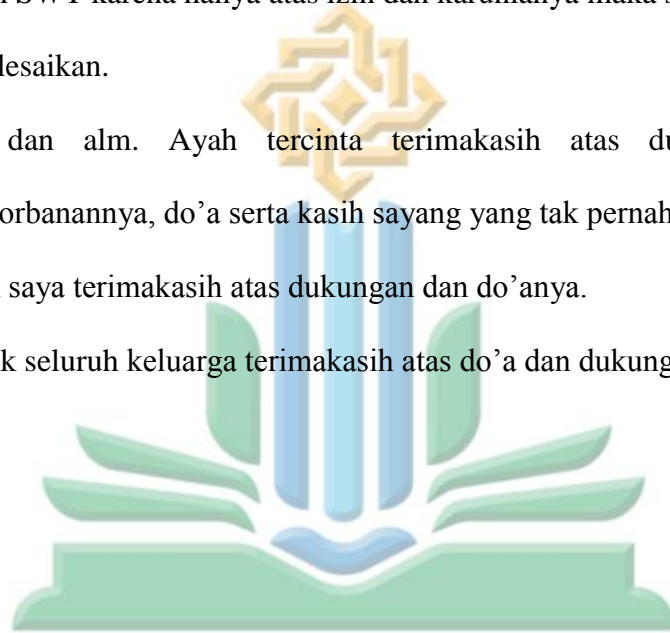 SWT karena hanya atas izin dan karunianya maka
lesaikan.
dan alm. Ayah tercinta terimakasih atas du
orbanannya, do’a serta kasih sayang yang tak pernah
saya terimakasih atas dukungan dan do’anya.
k seluruh keluarga terimakasih atas do’a dan dukung